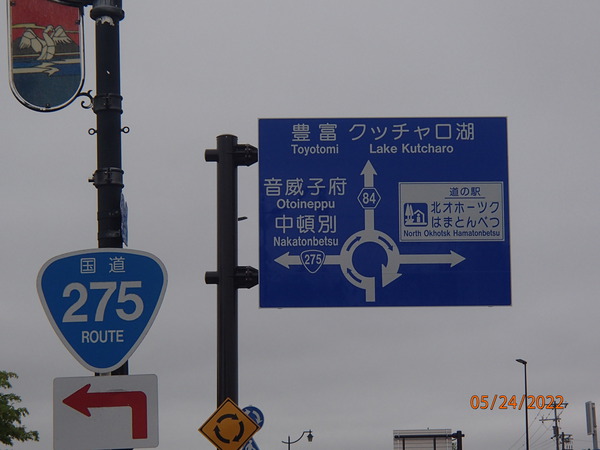 豊富 クッチャロ湖
Toyotomi Lake Kutcharo
音威子府
Otoineppu
中頓別
Nakatonbetsu
84
275
道の駅
北オホーツク
はまとんべつ
North Okhotsk Hamatonbetsu
国道
275
ROUTE
05/24/2022